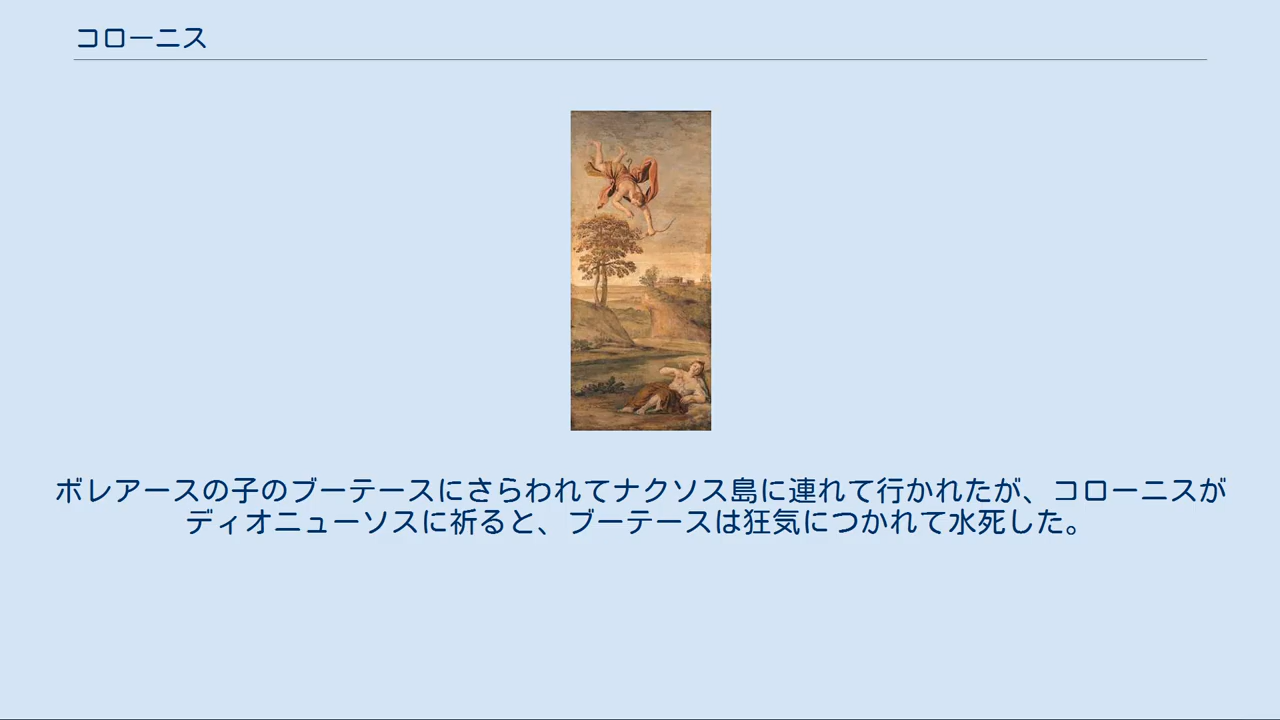 コローニス
ボレアースの子のブーテースにさらわれてナクソス島に連れて行かれたが、コローニスが
ディオニューソスに祈ると、ブーテースは狂気につかれて水死した。